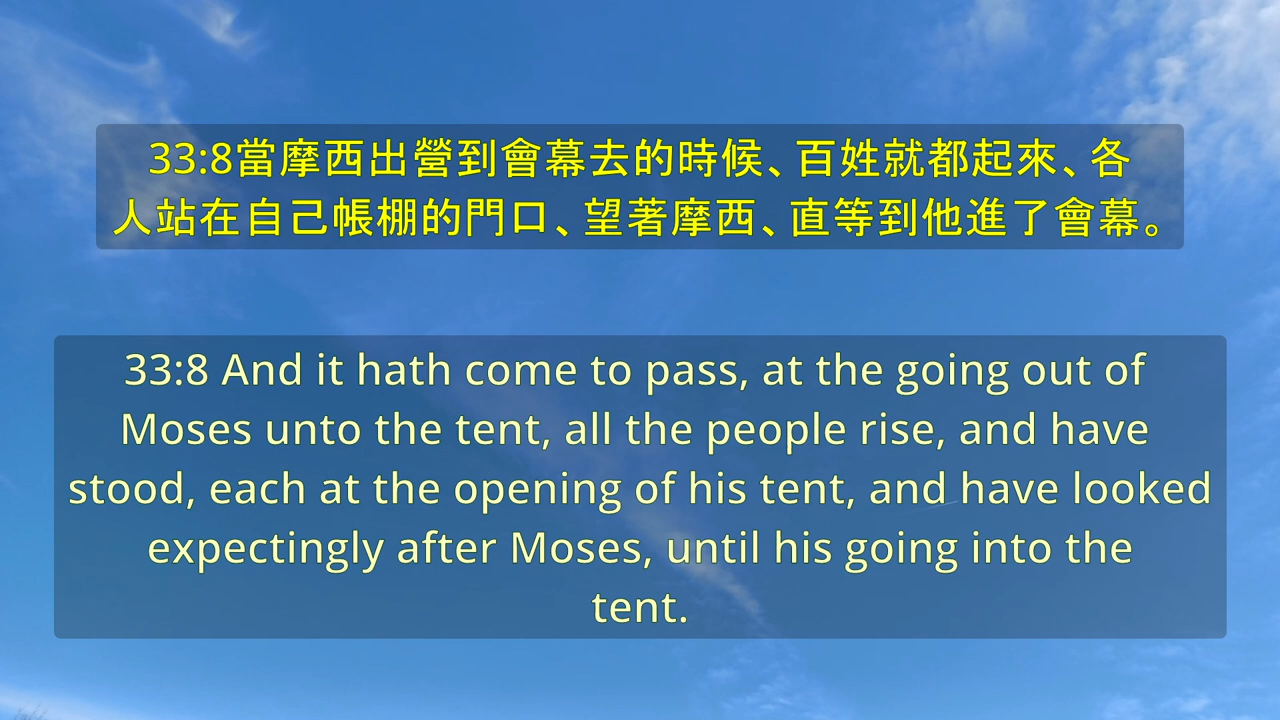 33:8當摩西出營到會幕去的時候、百姓就都起來、各
人站在自己帳棚的門口、望著摩西、直等到他進了會幕。
33:8 And it hath come to pass, at the going out of
Moses unto the tent, all the people rise, and have
stood, each at the opening of his tent, and have looked
expectingly after Moses, until his going into the
tent.